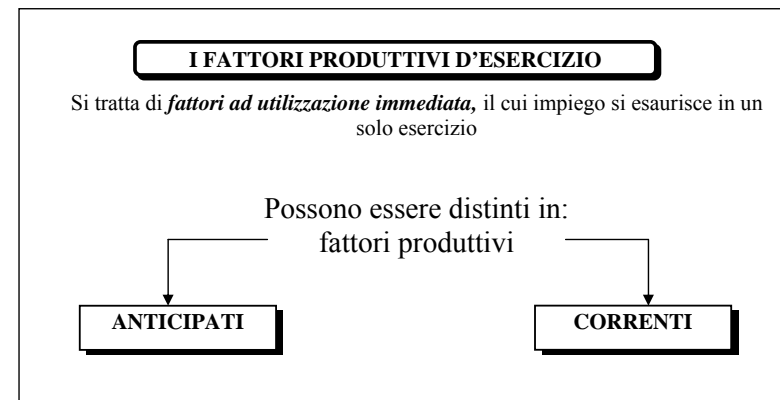 I FATTORI PRODUTTIVI D'ESERCIZIO
Si tratta di fattori ad utilizzazione immediata, il cui impiego si esaurisce in un
solo esercizio
Possono essere distinti in:
fattori produttivi
ANTICIPATI
CORRENTI